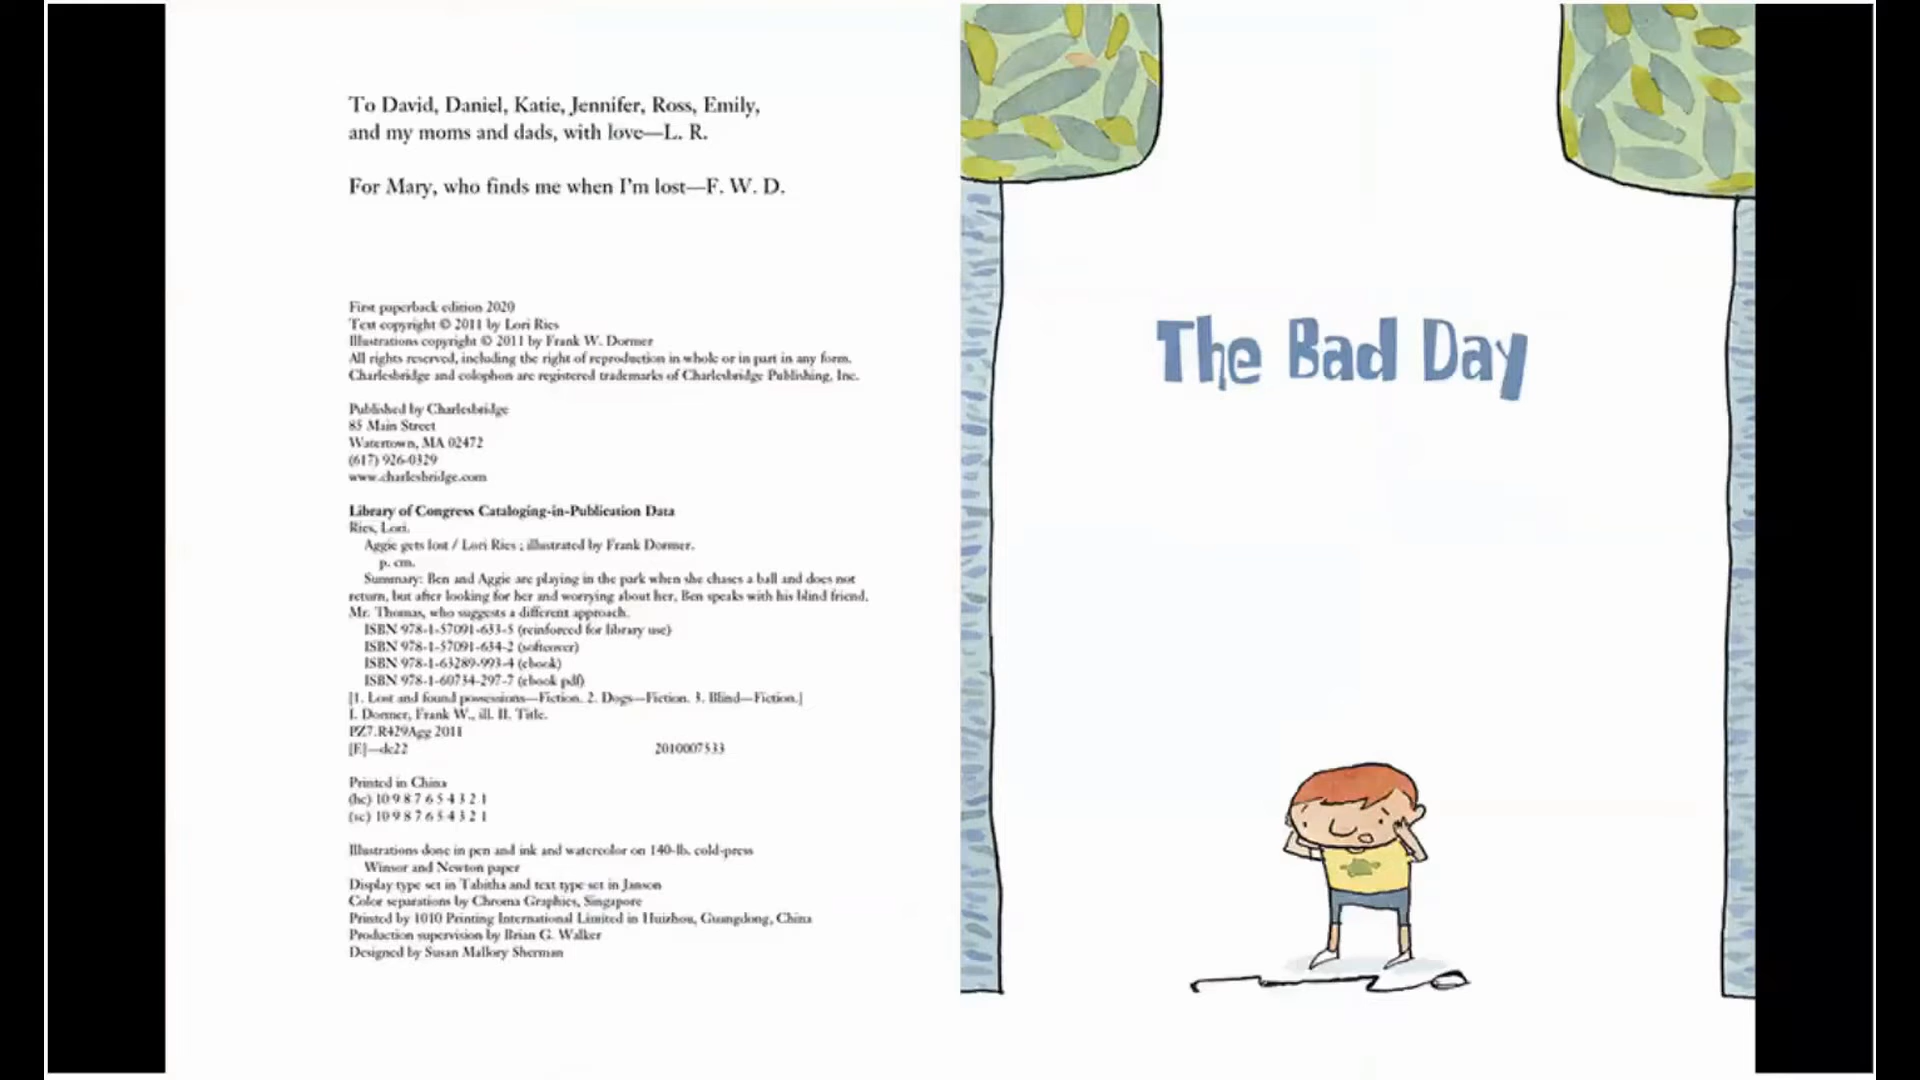 To David, Daniel, Katie, Jennifer, Ross, Emily,
and my moms and dads, with love—L. R.
For Mary, who finds me when I'm lost—F. W. D.
First paperback edition 2020
Text copyright © 2011 by Lori Ries
Illustrations copyright © 2011 by Frank W. Dormer
All rights reserved, including the right of reproduction in whole or in part in any form.
Charlesbridge and colophon are registered trademarks of Charlesbridge Publishing, Inc.
Published by Charlesbridge
85 Main Street
Watertown, MA 02472
(617) 926-0329
www.charlesbridge.com
Library of Congress Cataloging-in-Publication Data
Ries, Lori.
Aggie gets lost / Lori Ries ; illustrated by Frank Dormer.
p. cm.
Summary: Ben and Aggie are playing in the park when she chases a ball and does not
return, but after looking for her and worrying about her, Ben speaks with his blind friend,
Mr. Thomas, who suggests a different approach.
ISBN 978-1-57091-633-5 (reinforced for library use)
ISBN 978-1-57091-634-2 (softcover)
ISBN 978-1-63289-993-4 (ebook)
ISBN 978-1-60734-297-7 (ebook pdf)
[1. Lost and found possessions—Fiction. 2. Dogs—Fiction. 3. Blind—Fiction.]
I. Dormer, Frank W., ill. II. Title.
PZ7.R429Agg 2011
[E]—dc22 2010007533
Printed in China
(hc) 10 9 8 7 6 5 4 3 2 1
(sc) 10 9 8 7 6 5 4 3 2 1
Illustrations done in pen and ink and watercolor on 140-lb. cold-press
Winsor and Newton paper
Display type set in Tabitha and text type set in Janson
Color separations by Chroma Graphics, Singapore
Printed by 1010 Printing International Limited in Huizhou, Guangdong, China
Production supervision by Brian G. Walker
Designed by Susan Mallory Sherman
The Bad Day